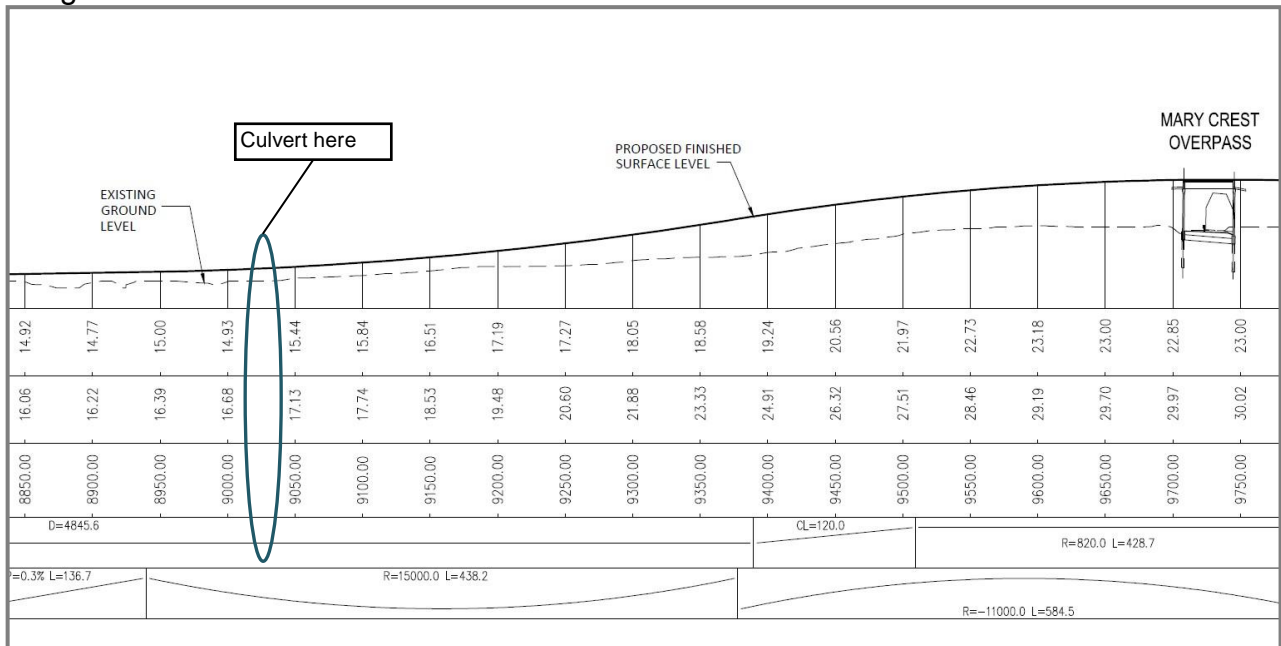 Culvert here
MARY CREST
OVERPASS
PROPOSED FINISHED
SURFACE LEVEL
EXISTING
GROUND
LEVEL
14.92 14.77 15.00 14.93 15.44 15.84 16.51 17.19 17.27 18.05 18.58 19.24 20.56 21.97 22.73 23.18 23.00 22.85 23.00
16.06 16.22 16.39 16.68 17.13 17.74 18.53 19.48 20.60 21.88 23.33 24.91 26.32 27.51 28.46 29.19 29.70 29.97 30.02
8850.00 8900.00 8950.00 9000.00 9050.00 9100.00 9150.00 9200.00 9250.00 9300.00 9350.00 9400.00 9450.00 9500.00 9550.00 9600.00 9650.00 9700.00 9750.00
D=4845.6 CL=120.0
R=820.0 L=428.7
=0.3% L=136.7 R=15000.0 L=438.2
R=-11000.0 L=584.5